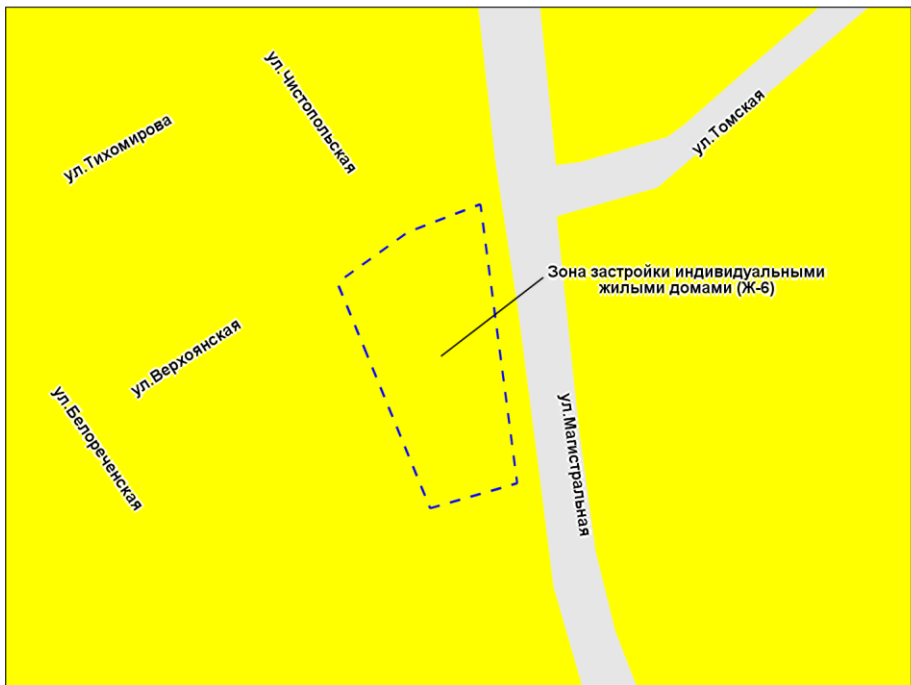 ул.Чистопольская
ул.Тихомирова
ул.Томская
Зона застройки индивидуальными
жилыми домами (Ж-6)
ул.Верхоянская
ул.Белореченская
ул.Магистральная